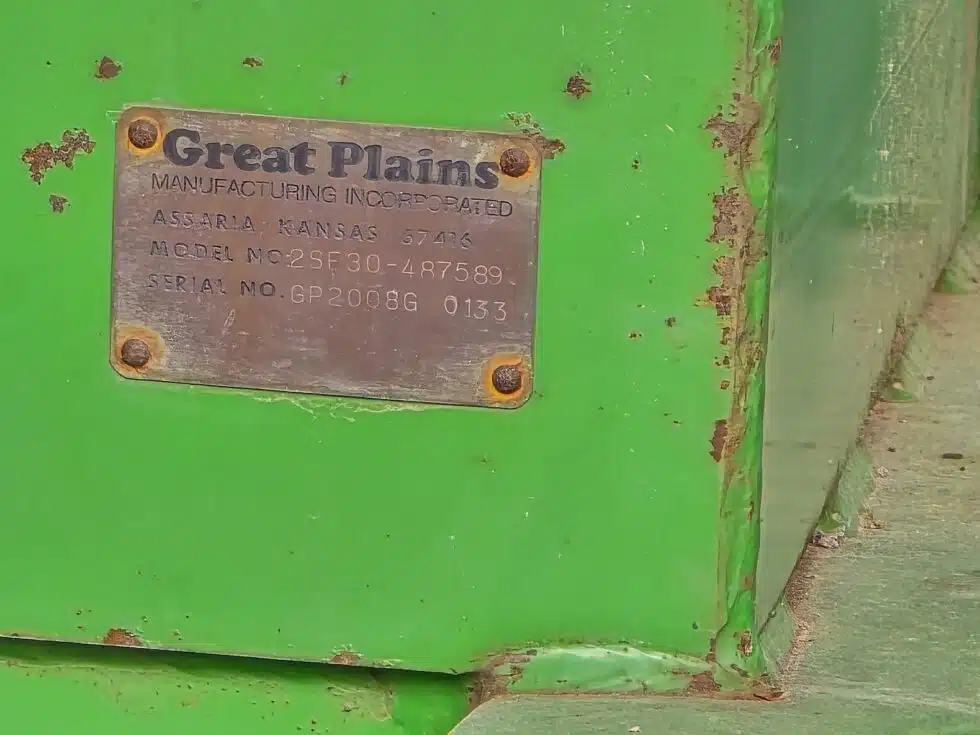 Great Plains
MANUFACTURING INCORPORATED
ASSARIA, KANSAS 67416
MODEL NO. 2SF30-487589
SERIAL NO. GP2008G 0133